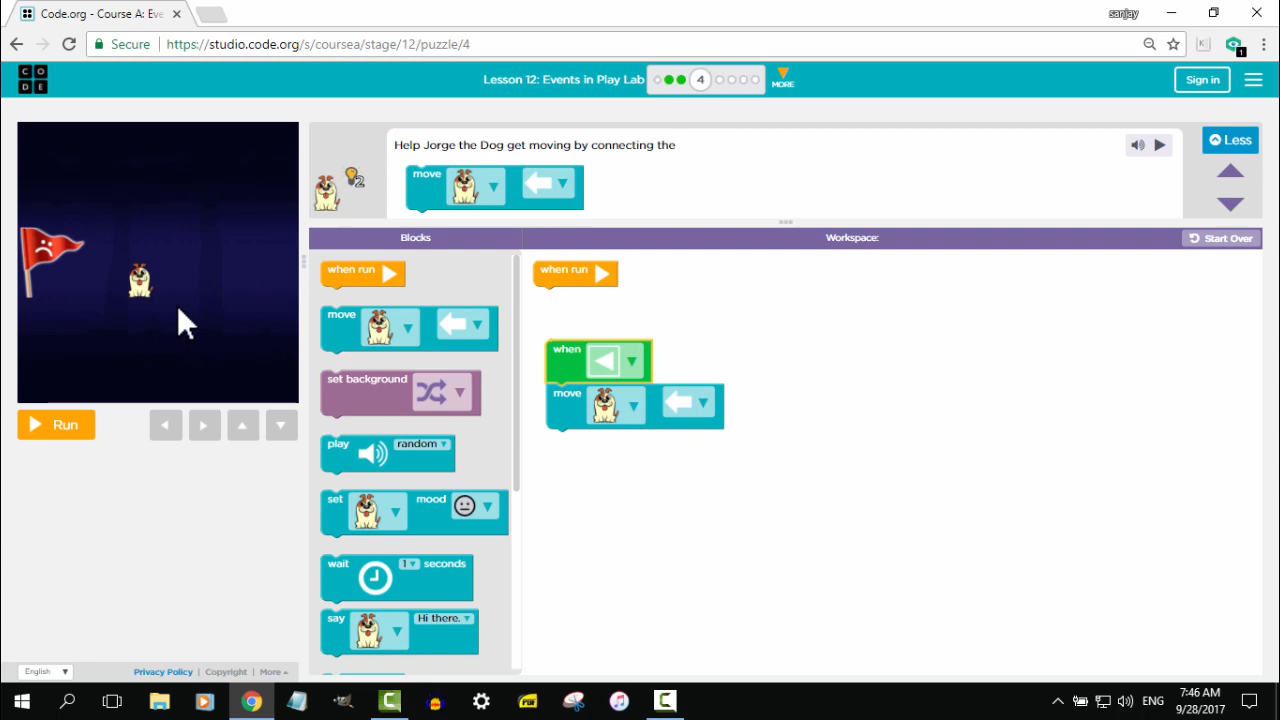 Code.org - Course A: Eve
sanjay
Secure
https://studio.code.org/s/coursea/stage/12/puzzle/4
K
1
C O
D E
Lesson 12: Events in Play Lab
4
MORE
Sign in
Help Jorge the Dog get moving by connecting the
Less
2
move
Blocks
Workspace:
Start Over
when run
when run
move
when
set background
move
play
random
set
mood
Run
wait
1
seconds
say
Hi there.
English
Privacy Policy
Copyright
More
PDF
ENG
7:46 AM
9/28/2017